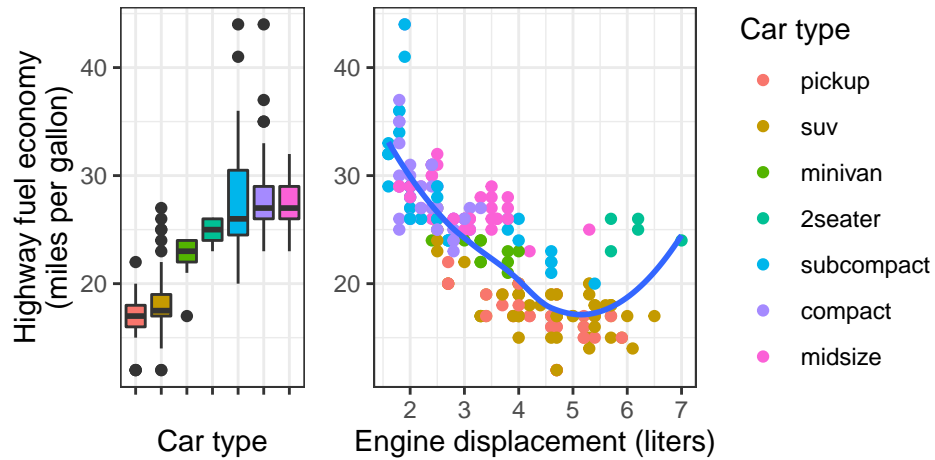 Highway fuel economy
(miles per gallon)
40
30
20
Car type
40
30
20
2 3 4 5 6 7
Engine displacement (liters)
Car type
pickup
suv
minivan
2seater
subcompact
compact
midsize